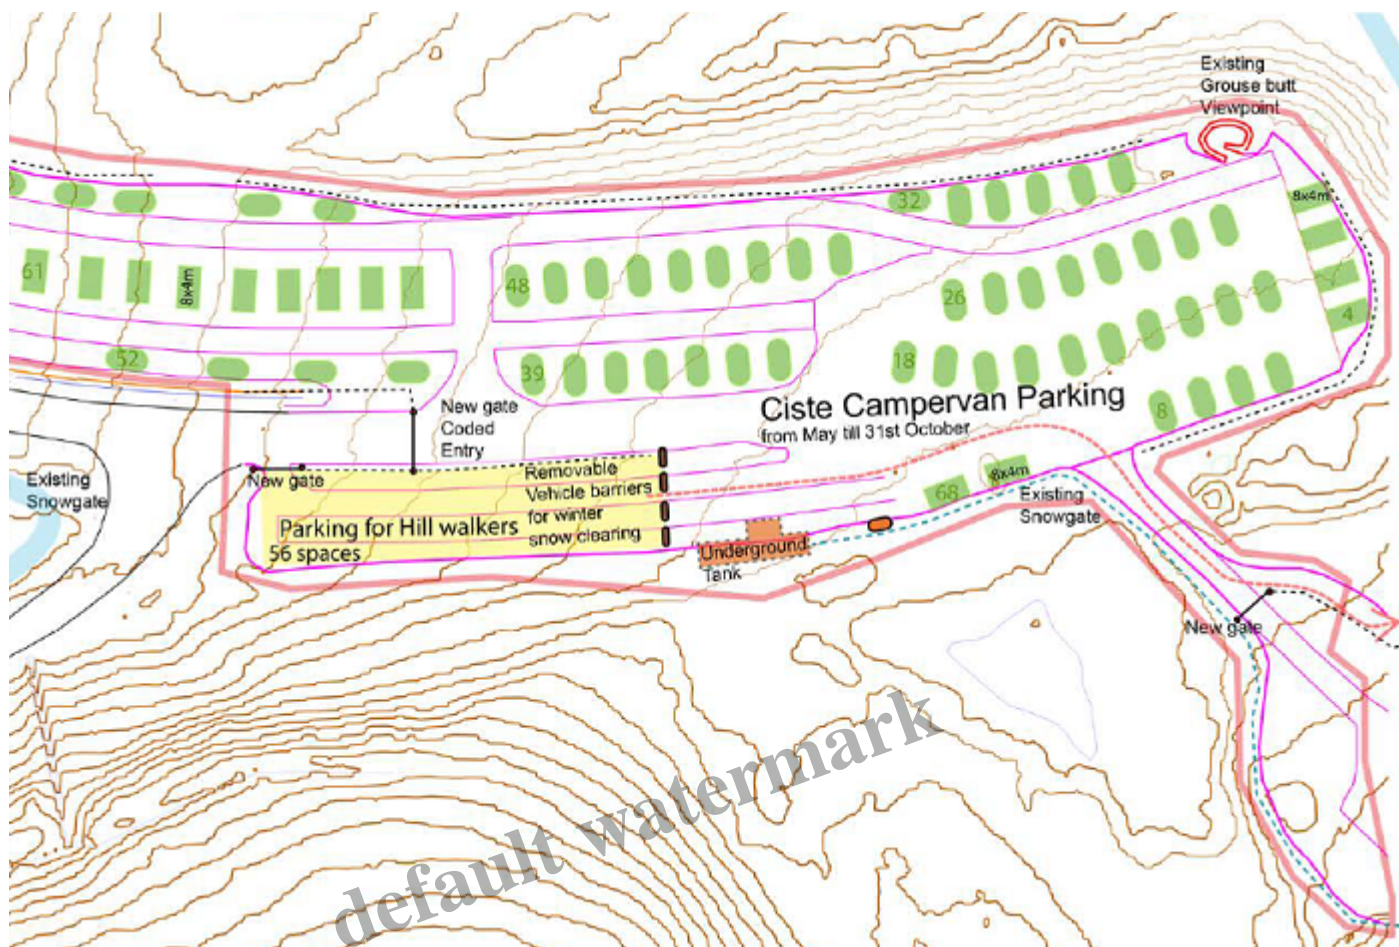 Existing
Grouse butt
Viewpoint
8x4m
32
61
8x4m
48
26
4
52
39
18
8
Ciste Campervan Parking
from May till 31st October
New gate
Coded
Entry
Existing
Snowgate
New gate
Removable
Vehicle barriers
for winter
snow clearing
Parking for Hill walkers
56 spaces
8x4m
68
Existing
Snowgate
Underground
Tank
New gate
default watermark